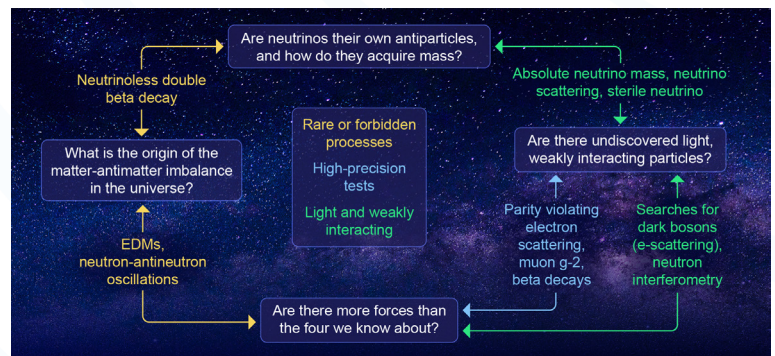 Are neutrinos their own antiparticles,
and how do they acquire mass?
Neutrinoless double
beta decay
Absolute neutrino mass, neutrino
scattering, sterile neutrino
What is the origin of the
matter-antimatter imbalance
in the universe?
Rare or forbidden
processes
High-precision
tests
Light and weakly
interacting
Are there undiscovered light,
weakly interacting particles?
EDMs,
neutron-antineutron
oscillations
Parity violating
electron
scattering,
muon g-2,
beta decays
Searches for
dark bosons
(e-scattering),
neutron
interferometry
Are there more forces than
the four we know about?